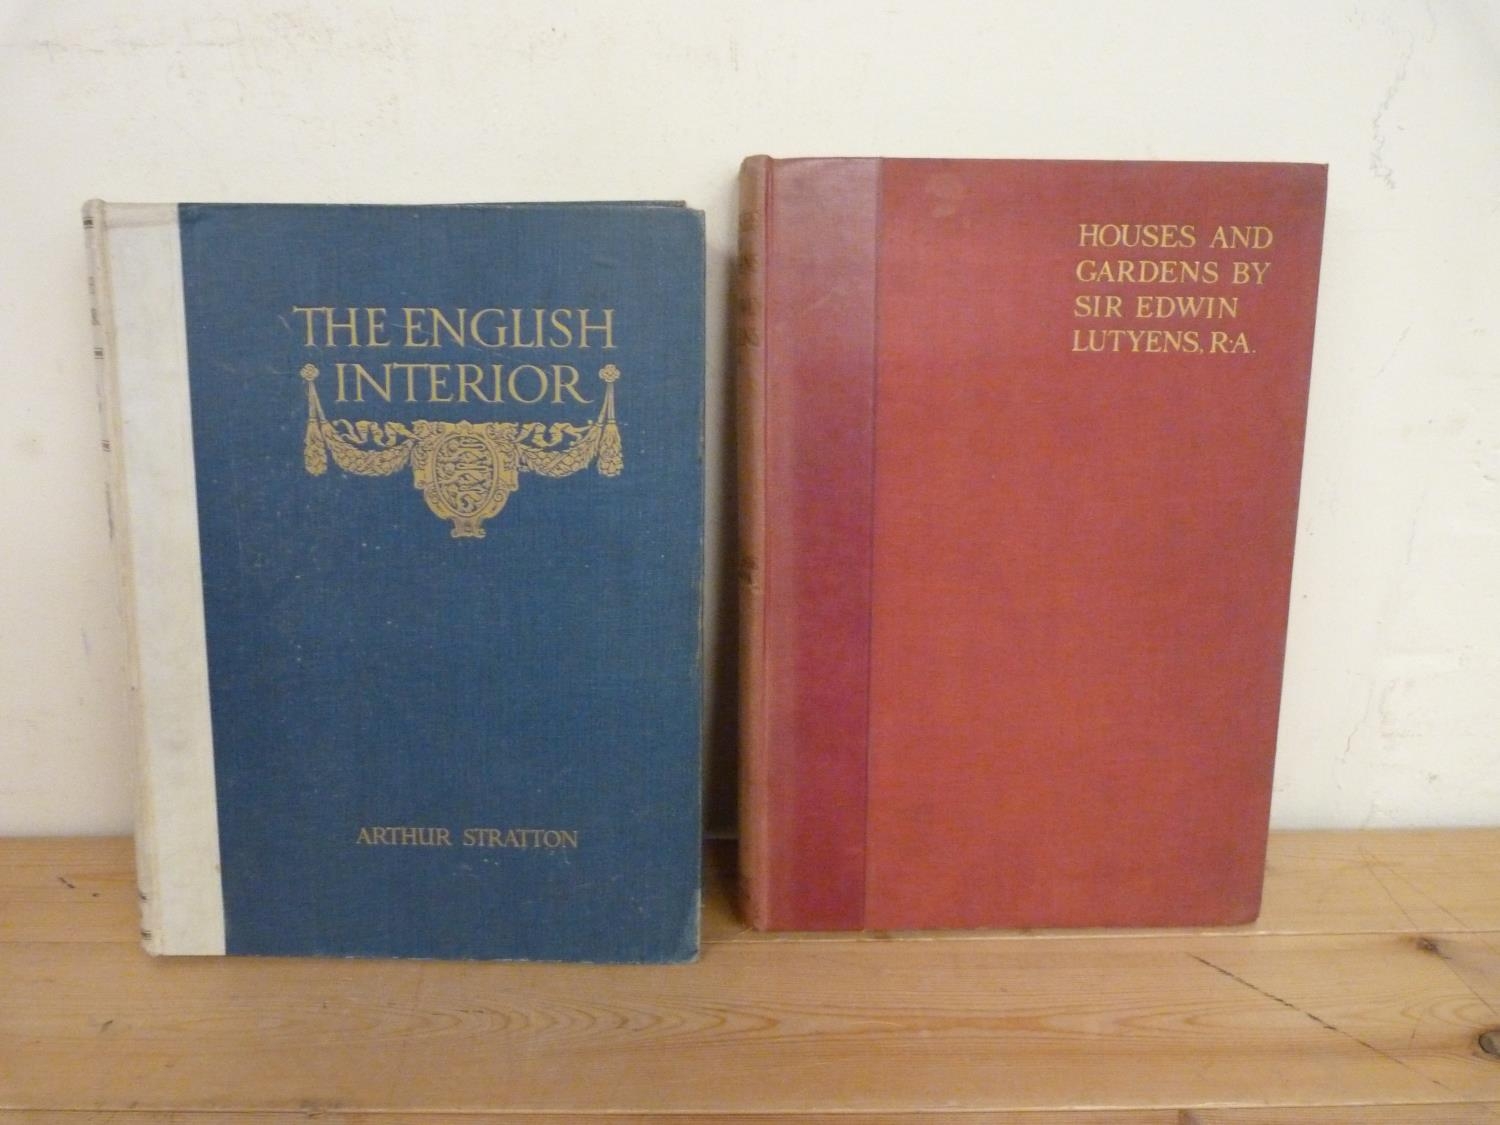 THE ENGLISH
INTERIOR
ARTHUR STRATTON
HOUSES AND
GARDENS BY
SIR EDWIN
LUTYENS, R·A.